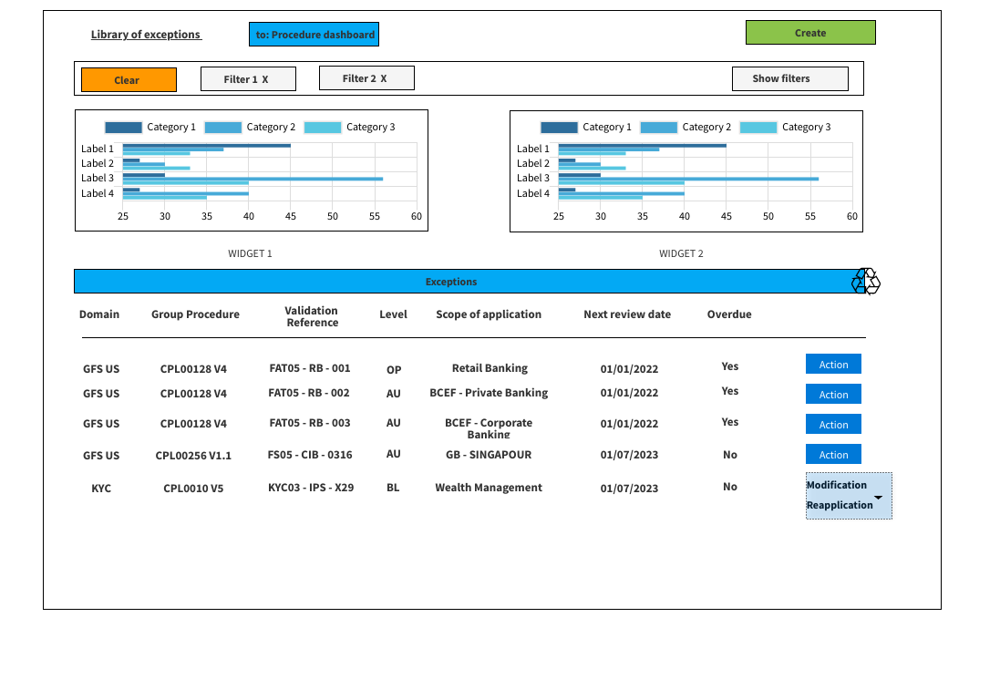 Library of exceptions
to: Procedure dashboard
Create
Clear
Filter 1 X
Filter 2 X
Show filters
Category 1 Category 2 Category 3
Label 1
Label 2
Label 3
Label 4
25 30 35 40 45 50 55 60
WIDGET 1
Category 1 Category 2 Category 3
Label 1
Label 2
Label 3
Label 4
25 30 35 40 45 50 55 60
WIDGET 2
Exceptions
Domain Group Procedure Validation Reference Level Scope of application Next review date Overdue
GFS US CPL00128 V4 FAT05 - RB - 001 OP Retail Banking 01/01/2022 Yes Action
GFS US CPL00128 V4 FAT05 - RB - 002 AU BCEF - Private Banking 01/01/2022 Yes Action
GFS US CPL00128 V4 FAT05 - RB - 003 AU BCEF - Corporate Banking 01/01/2022 Yes Action
GFS US CPL00256 V1.1 FS05 - CIB - 0316 AU GB - SINGAPOUR 01/07/2023 No Action
KYC CPL0010 V5 KYC03 - IPS - X29 BL Wealth Management 01/07/2023 No
Modification
Reapplication